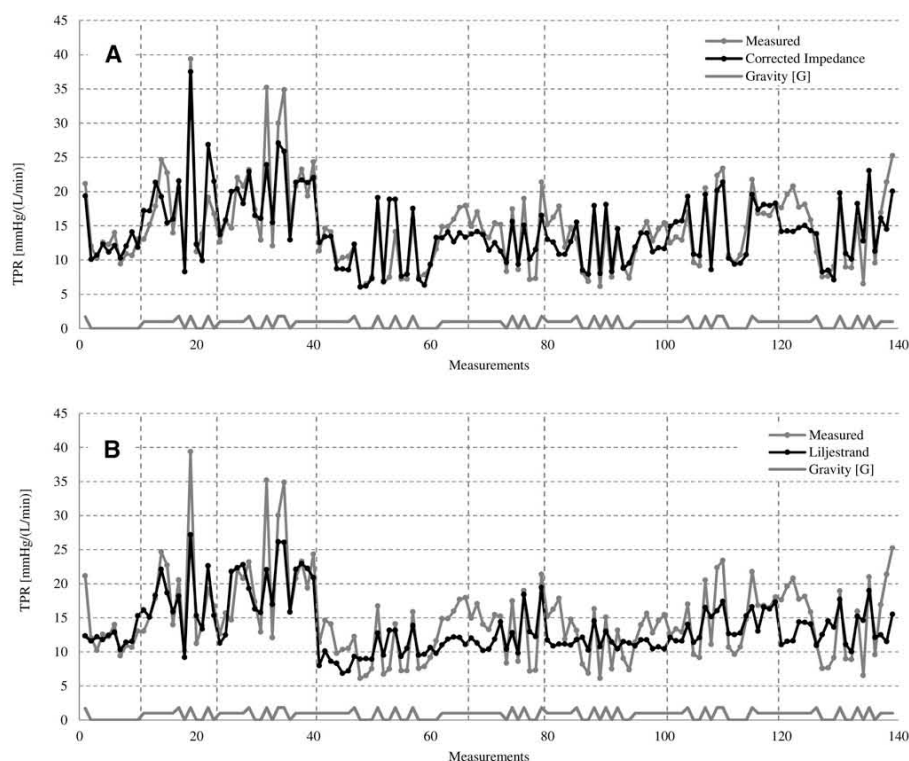 45
A
Measured
40
Corrected Impedance
35
Gravity [G]
30
25
20
15
10
5
0
TPR [mmHg/(L/min)]
0 20 40 60 80 100 120 140
Measurements
45
B
Measured
40
Liljestrand
35
Gravity [G]
30
25
20
15
10
5
0
TPR [mmHg/(L/min)]
0 20 40 60 80 100 120 140
Measurements